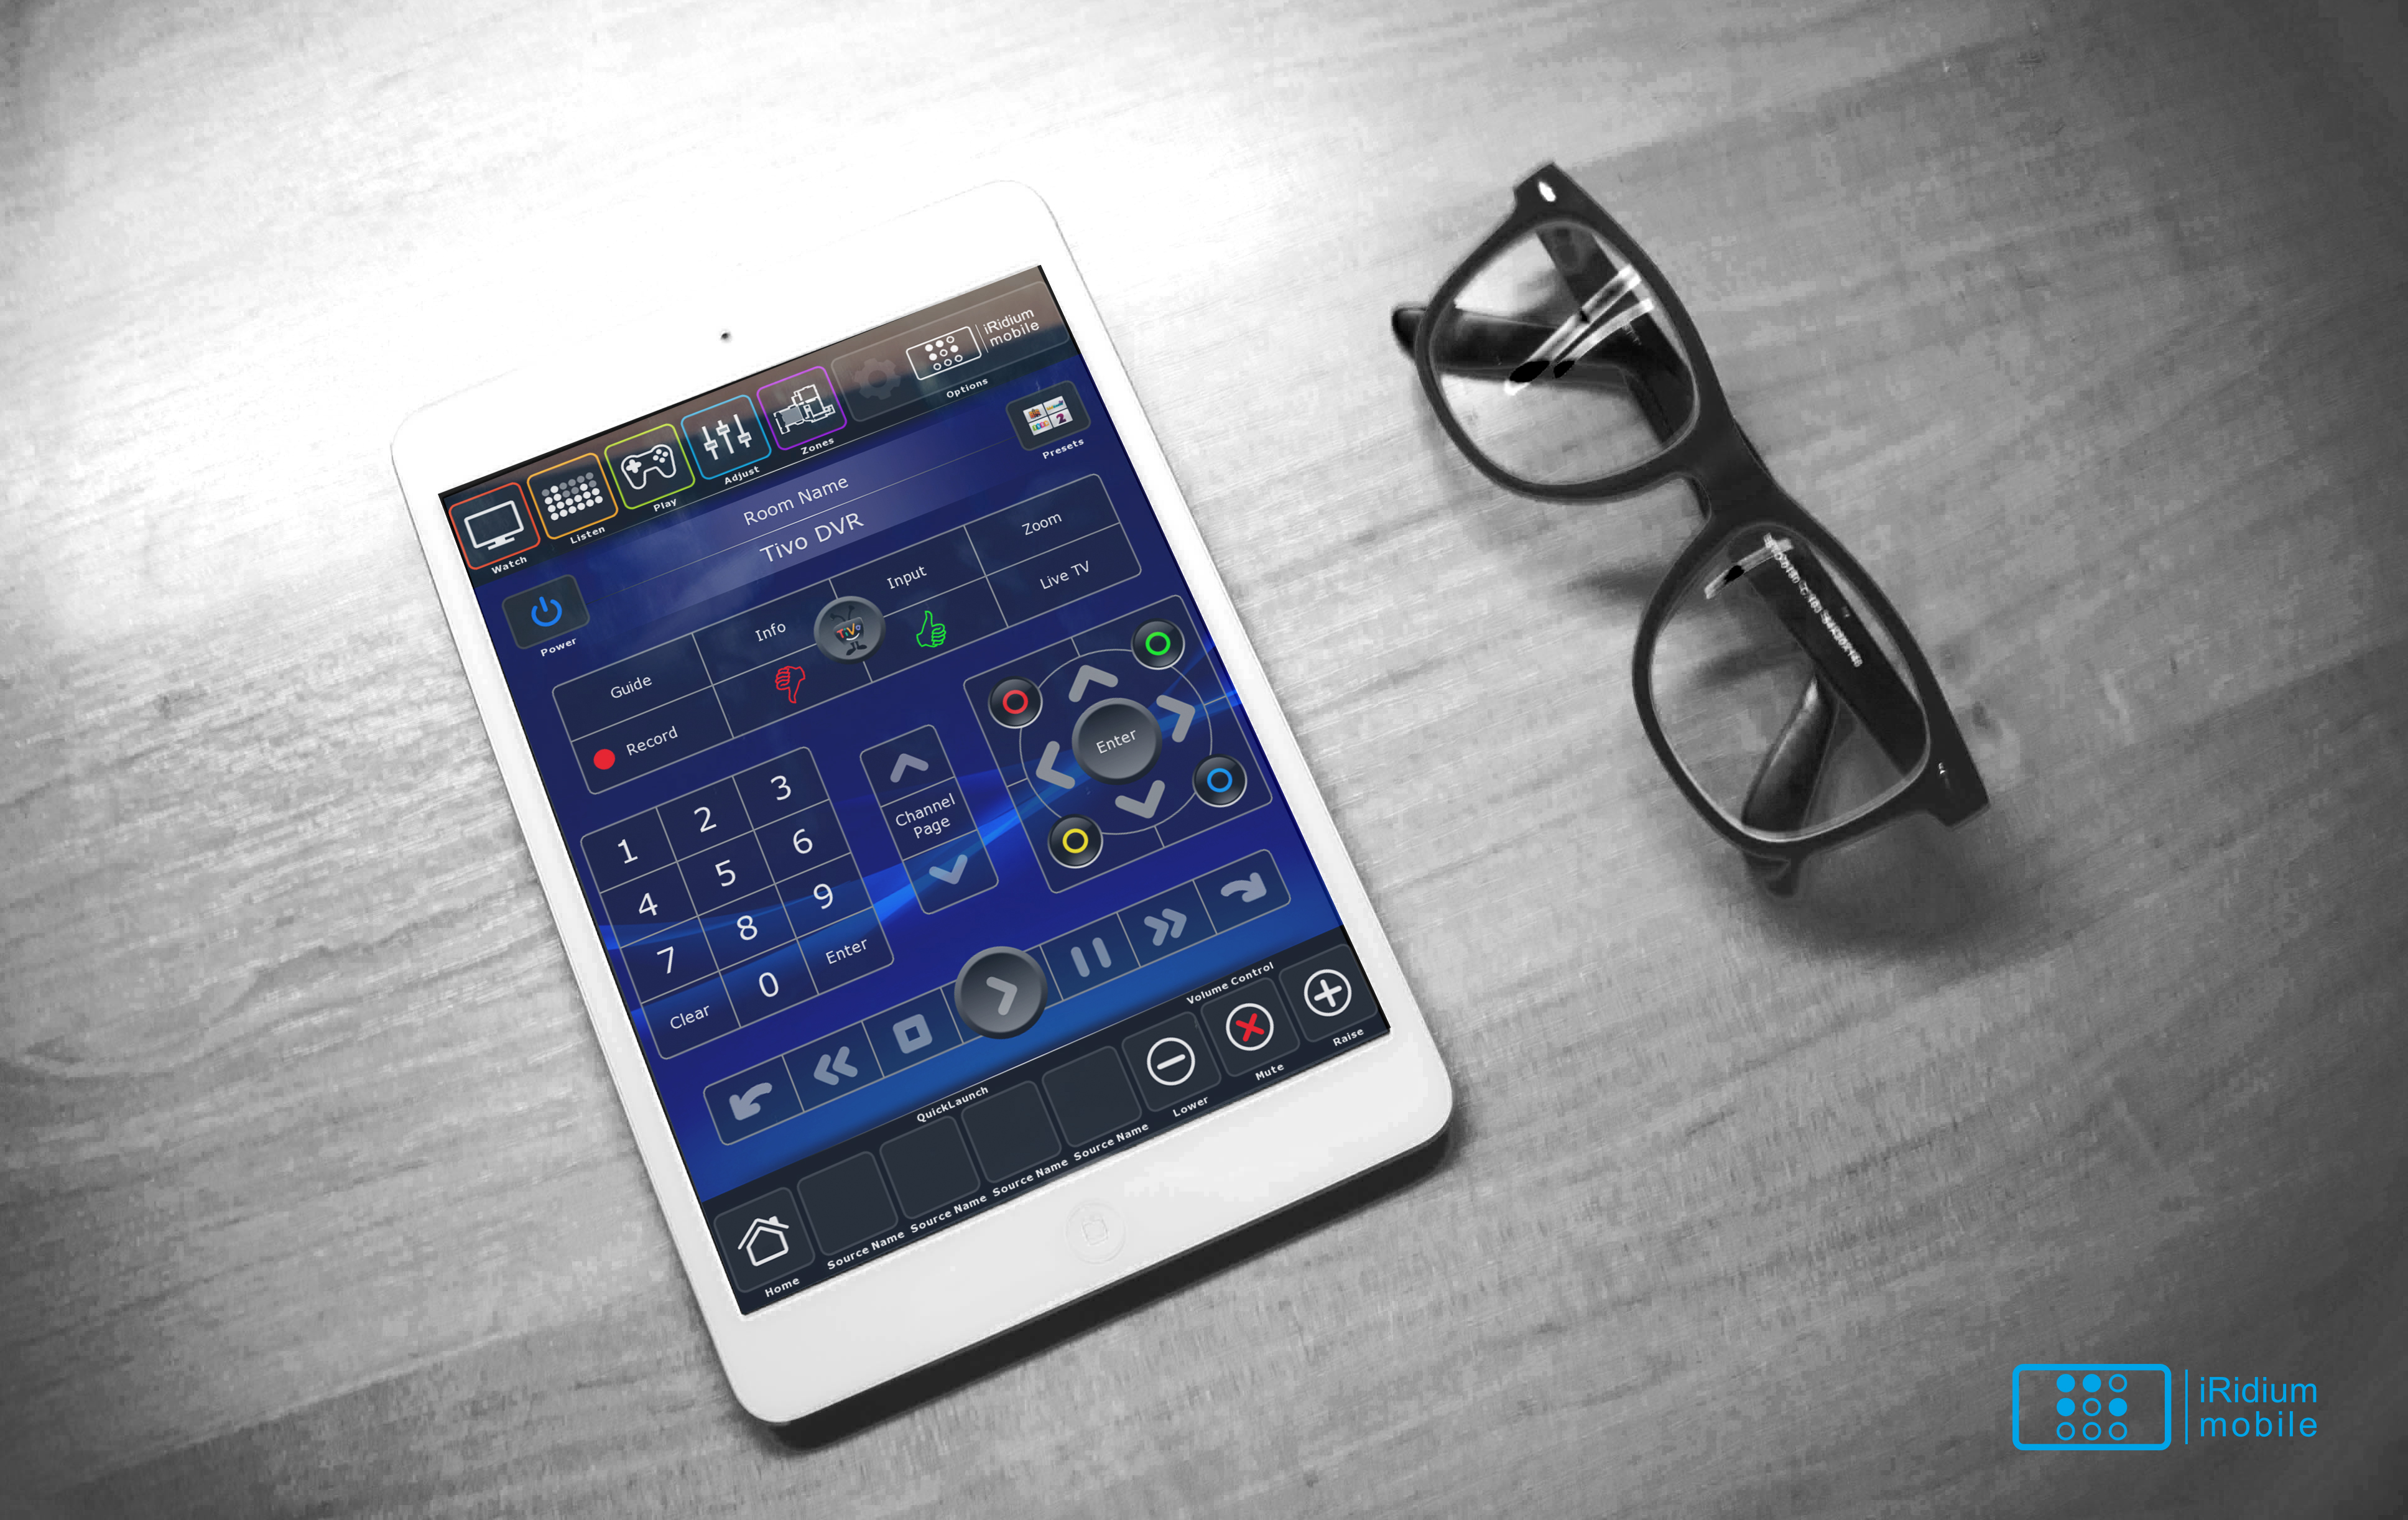 iRidium
mobile
Options
Zones
Adjust
Play
Listen
Watch
Presets
Room Name
Tivo DVR
Power
Zoom
Input
Info
Guide
Live TV
TiVo
Record
Enter
1 2 3
4 5 6
7 8 9
Clear 0 Enter
Channel
Page
Volume Control
QuickLaunch
Raise
Mute
Lower
Source Name
Source Name
Source Name
Source Name
Home
iRidium
mobile